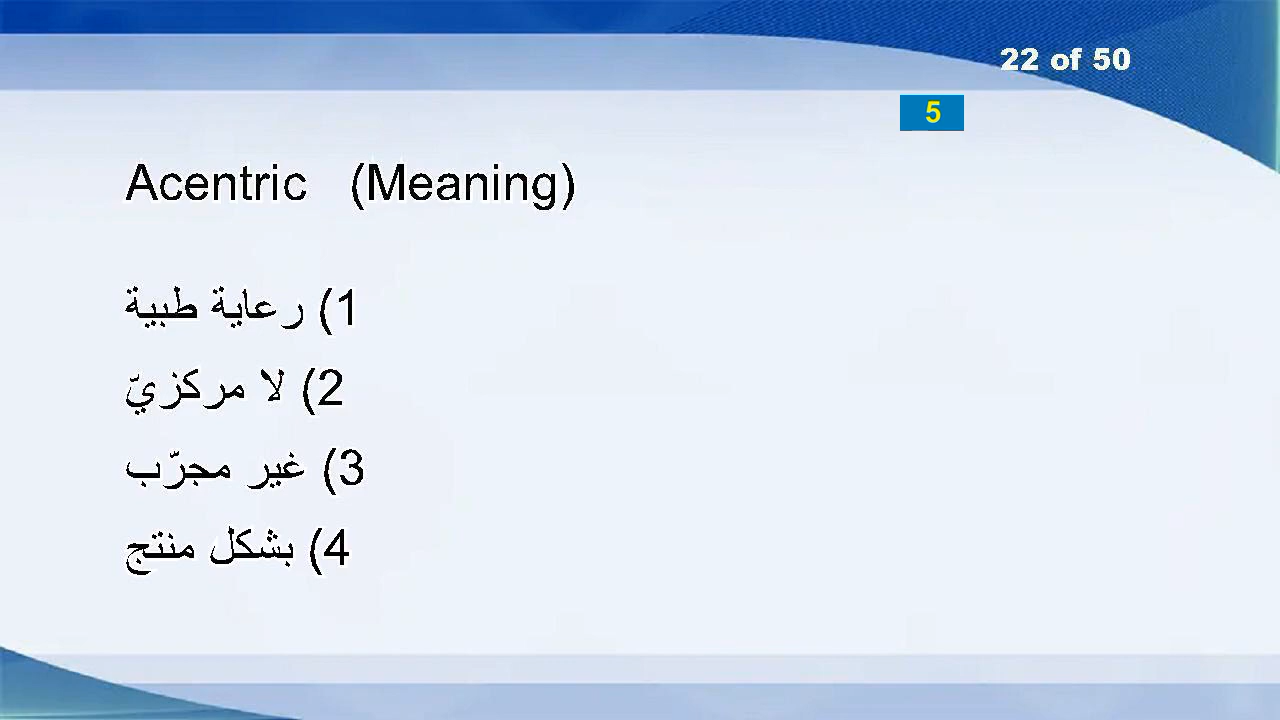 22 of 50
5
Acentric (Meaning)
1) رعاية طبية
2) لا مركزيّ
3) غير مجرّب
4) بشكل منتج